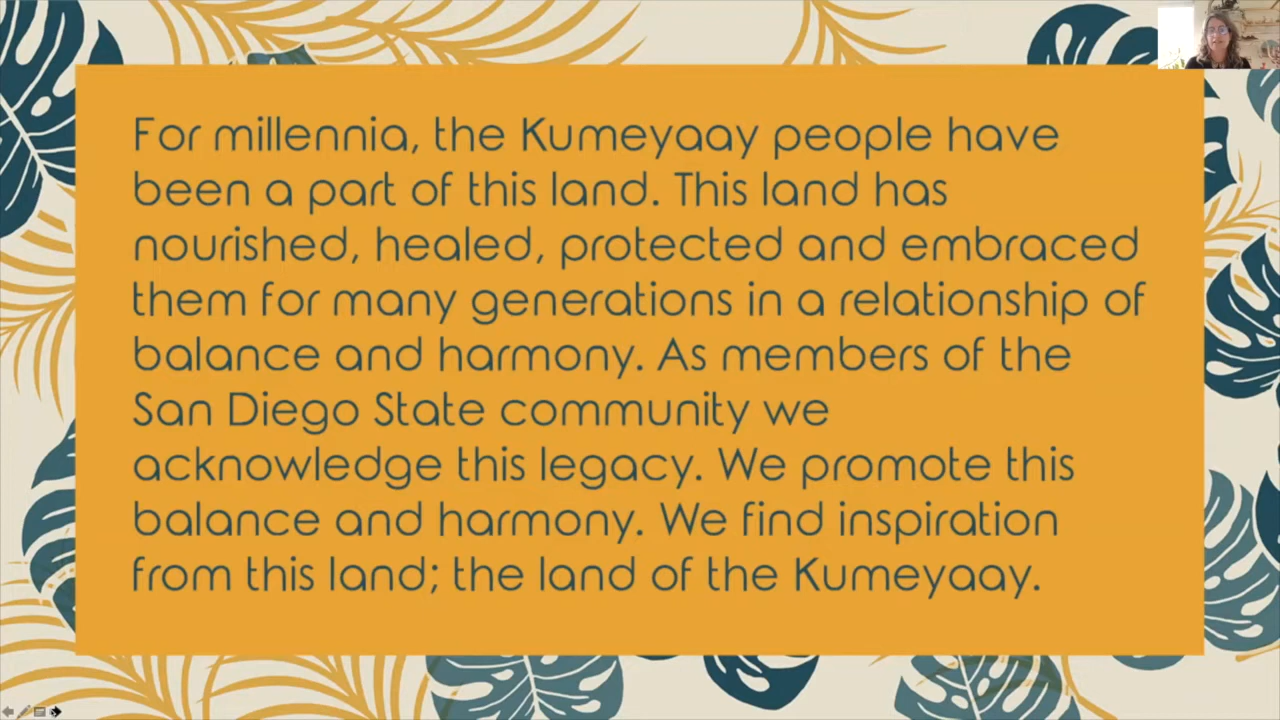 For millennia, the Kumeyaay people have
been a part of this land. This land has
nourished, healed, protected and embraced
them for many generations in a relationship of
balance and harmony. As members of the
San Diego State community we
acknowledge this legacy. We promote this
balance and harmony. We find inspiration
from this land; the land of the Kumeyaay.